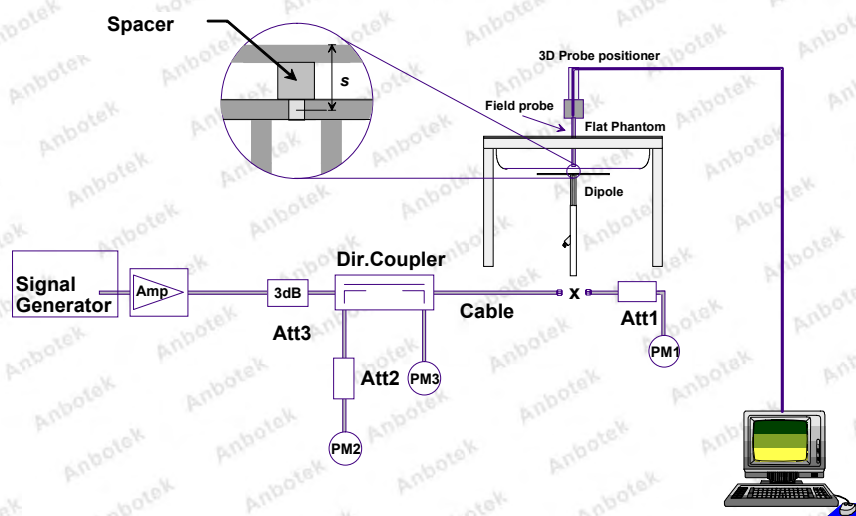 Spacer
s
3D Probe positioner
Field probe
Flat Phantom
Dipole
Signal
Generator
Amp
3dB
Att3
Dir.Coupler
Cable
x
Att1
PM1
Att2
PM3
PM2
Anbotek